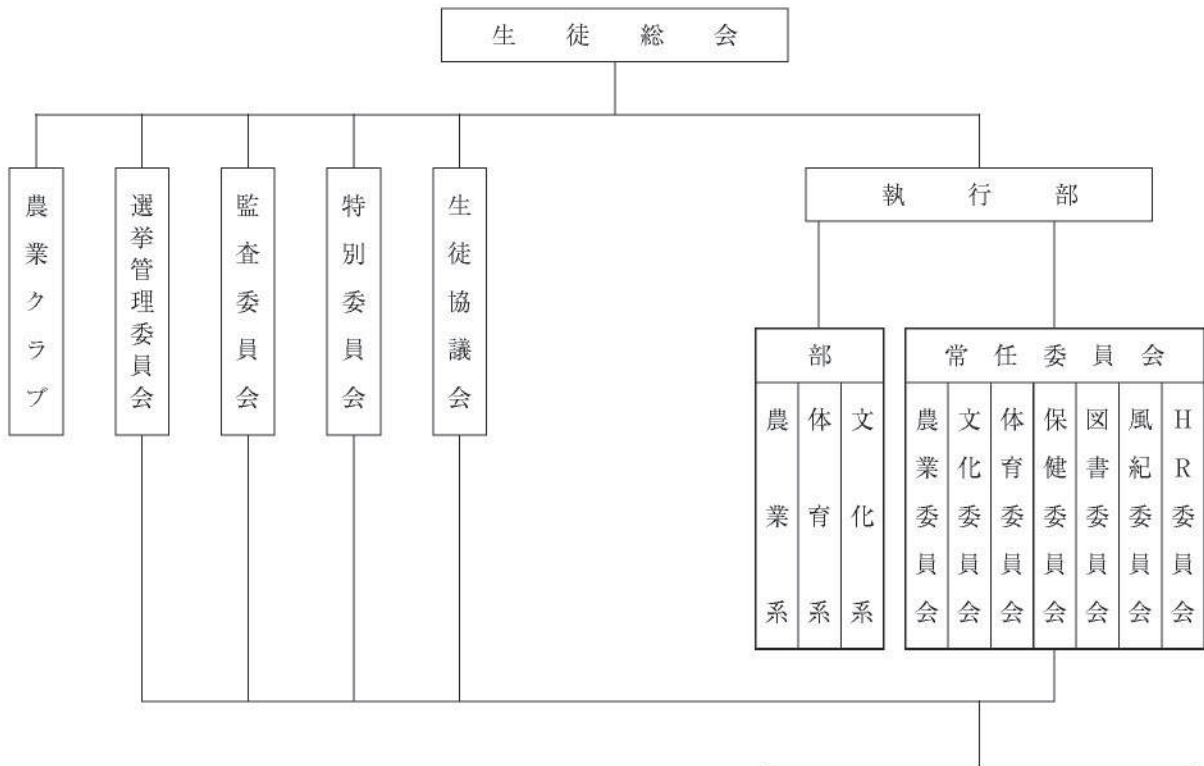 生徒総会
農業クラブ
選挙管理委員会
監査委員会
特別委員会
生徒協議会
執行部
部
農業系
体育系
文化系
常任委員会
農業委員会
文化委員会
体育委員会
保健委員会
図書委員会
風紀委員会
HR委員会